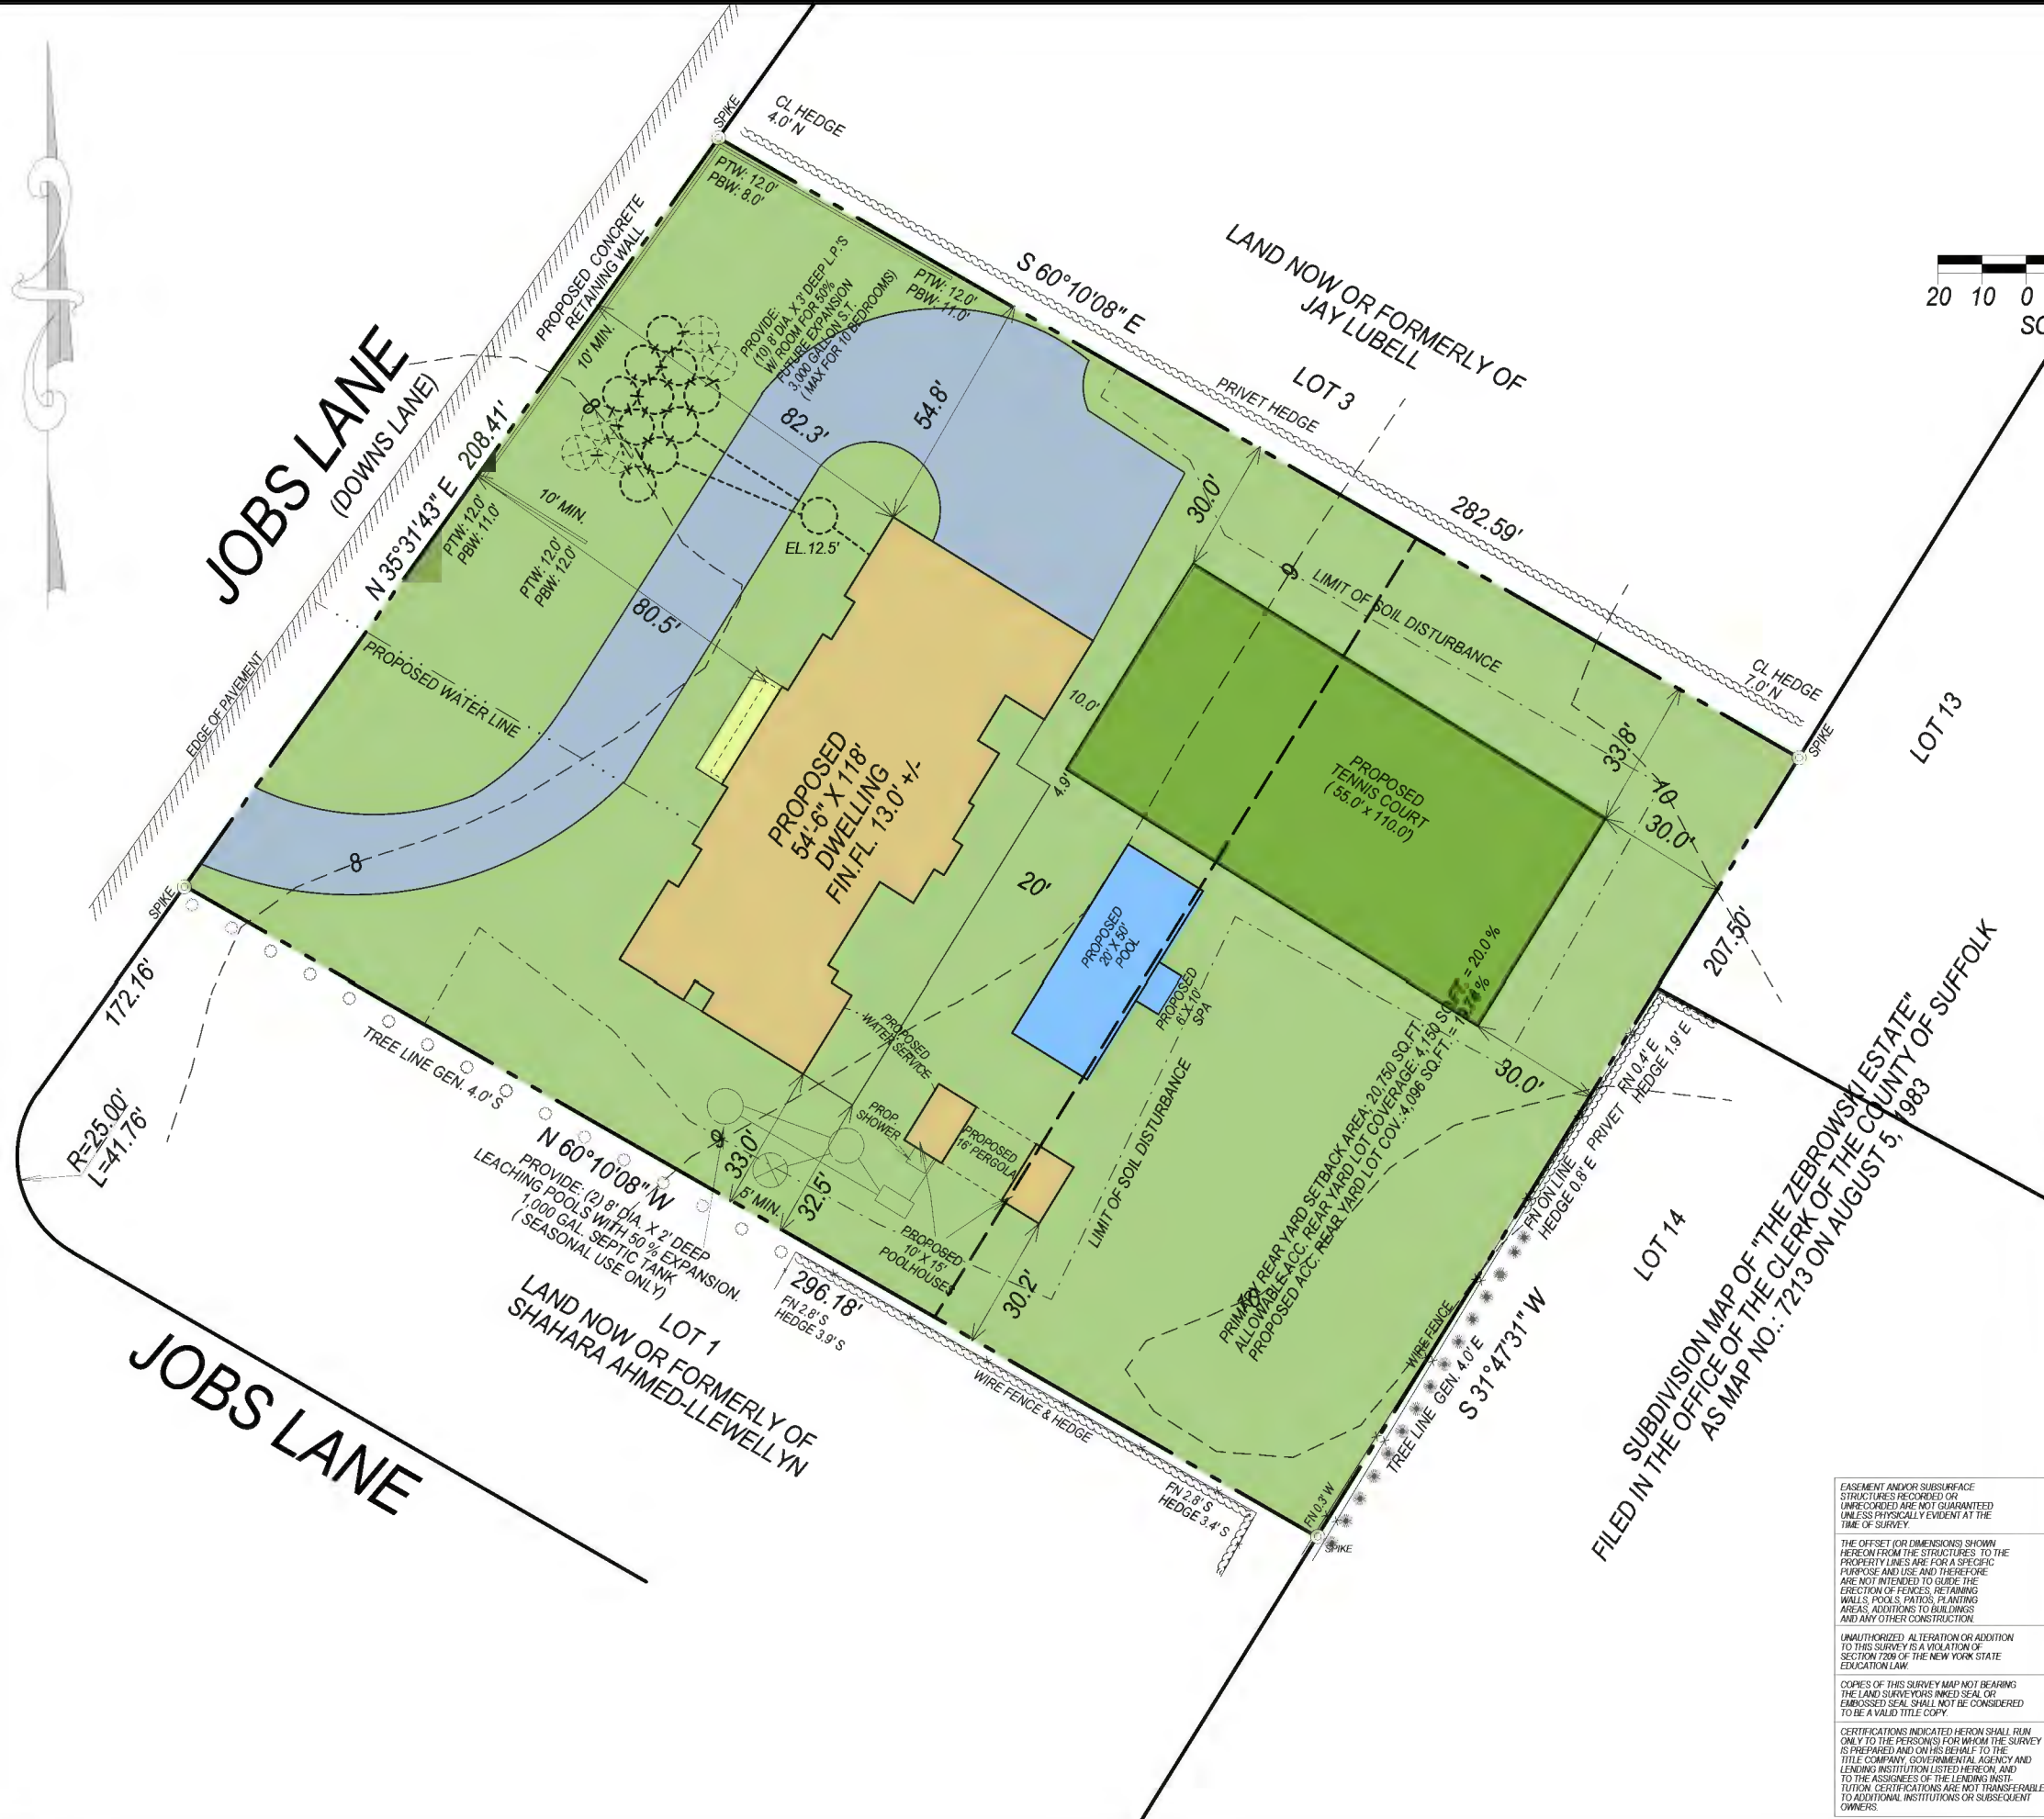 SPIKE
CL HEDGE
4.0' N
PTW: 12.0'
PBW: 8.0'
PROPOSED CONCRETE
RETAINING WALL
10' MIN.
PROVIDE:
(10) 8' DIA. X 3' DEEP L.P.'S
W/ ROOM FOR 50%
FUTURE EXPANSION
3,000 GALLON S.T.
(MAX FOR 10 BEDROOMS)
PTW: 12.0'
PBW: 11.0'
S 60°10'08" E
LAND NOW OR FORMERLY OF
JAY LUBELL
LOT 3
PRIVET HEDGE
282.59'
20 10 0
JOBS LANE
(DOWNS LANE)
N 35°31'43" E 208.41'
8
82.3'
54.8'
30.0'
10' MIN.
PTW: 12.0'
PBW: 11.0'
PTW: 12.0'
PBW: 12.0'
EL.12.5'
80.5'
9
LIMIT OF SOIL DISTURBANCE
CL HEDGE
7.0' N
SPIKE
LOT 13
EDGE OF PAVEMENT
PROPOSED WATER LINE
10.0'
4.9'
PROPOSED
54'-6" X 118'
DWELLING
FIN.FL. 13.0' +/-
PROPOSED
TENNIS COURT
( 55.0' x 110.0')
33.8'
10
30.0'
207.50'
8
20'
PROPOSED
20' X 50'
POOL
PROPOSED
6' X 10'
SPA
SPIKE
172.16'
R=25.00'
L=41.76'
TREE LINE GEN. 4.0' S
PROPOSED
WATER SERVICE
PROP
SHOWER
PROPOSED
16' PERGOLA
PROPOSED
10' X 15'
POOLHOUSES
9
33.0'
5' MIN.
32.5'
30.2'
LIMIT OF SOIL DISTURBANCE
PRIMARY REAR YARD SETBACK AREA: 20,750 SQ.FT.
ALLOWABLE ACC. REAR YARD LOT COVERAGE: 4,150 SQ.FT. = 20.0 %
PROPOSED ACC. REAR YARD LOT COV.:4,096 SQ.FT. =
30.0'
FN 0.4' E
HEDGE 1.9' E
PRIVET
FN ON LINE
HEDGE 0.8' E
LOT 14
N 60°10'08" W
PROVIDE: (2) 8' DIA. X 2' DEEP
LEACHING POOLS WITH 50 % EXPANSION.
1,000 GAL. SEPTIC TANK
( SEASONAL USE ONLY)
296.18'
FN 2.8' S
HEDGE 3.9' S
LOT 1
LAND NOW OR FORMERLY OF
SHAHARA AHMED-LLEWELLYN
WIRE FENCE & HEDGE
WIRE FENCE
TREE LINE GEN. 4.0' E
S 31°47'31" W
FN 2.8' S
HEDGE 3.4' S
FN 0.3' W
SPIKE
JOBS LANE
SUBDIVISION MAP OF "THE ZEBROWSKI ESTATE"
FILED IN THE OFFICE OF THE CLERK OF THE COUNTY OF SUFFOLK
AS MAP NO.: 7213 ON AUGUST 5, 1983
EASEMENT AND/OR SUBSURFACE
STRUCTURES RECORDED OR
UNRECORDED ARE NOT GUARANTEED
UNLESS PHYSICALLY EVIDENT AT THE
TIME OF SURVEY.
THE OFFSET (OR DIMENSIONS) SHOWN
HEREON FROM THE STRUCTURES TO THE
PROPERTY LINES ARE FOR A SPECIFIC
PURPOSE AND USE AND THEREFORE
ARE NOT INTENDED TO GUIDE THE
ERECTION OF FENCES, RETAINING
WALLS, POOLS, PATIOS, PLANTING
AREAS, ADDITIONS TO BUILDINGS
AND ANY OTHER CONSTRUCTION.
UNAUTHORIZED ALTERATION OR ADDITION
TO THIS SURVEY IS A VIOLATION OF
SECTION 7209 OF THE NEW YORK STATE
EDUCATION LAW.
COPIES OF THIS SURVEY MAP NOT BEARING
THE LAND SURVEYORS INKED SEAL OR
EMBOSSED SEAL SHALL NOT BE CONSIDERED
TO BE A VALID TITLE COPY.
CERTIFICATIONS INDICATED HERON SHALL RUN
ONLY TO THE PERSON(S) FOR WHOM THE SURVEY
IS PREPARED AND ON HIS BEHALF TO THE
TITLE COMPANY, GOVERNMENTAL AGENCY AND
LENDING INSTITUTION LISTED HEREON, AND
TO THE ASSIGNEES OF THE LENDING INSTI-
TUTION. CERTIFICATIONS ARE NOT TRANSFERABLE
TO ADDITIONAL INSTITUTIONS OR SUBSEQUENT
OWNERS.